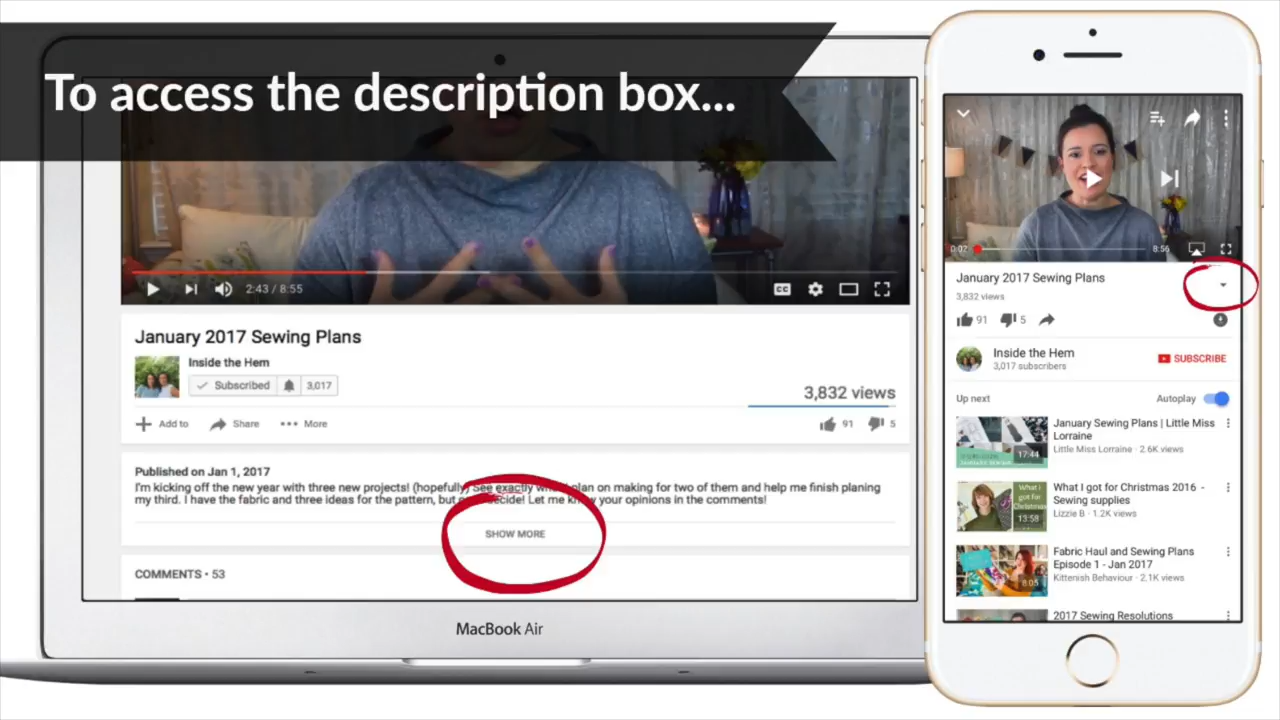 To access the description box...
2:43 / 8:55
CC
January 2017 Sewing Plans
Inside the Hem
Subscribed 3,017
3,832 views
Add to Share More
91 5
Published on Jan 1, 2017
I'm kicking off the new year with three new projects! (hopefully) See exactly what I plan on making for two of them and help me finish planing
my third. I have the fabric and three ideas for the pattern, but can't decide! Let me know your opinions in the comments!
SHOW MORE
COMMENTS • 53
MacBook Air
0:02 8:56
January 2017 Sewing Plans
3,832 views
91 5
Inside the Hem
3,017 subscribers
SUBSCRIBE
Up next Autoplay
January Sewing Plans | Little Miss
Lorraine
Little Miss Lorraine · 2.6K views
17:44
What I got for Christmas 2016 -
Sewing supplies
Lizzie B · 1.2K views
What I
got for
Christmas
13:58
Fabric Haul and Sewing Plans
Episode 1 - Jan 2017
Kittenish Behaviour · 2.1K views
8:05
2017 Sewing Resolutions